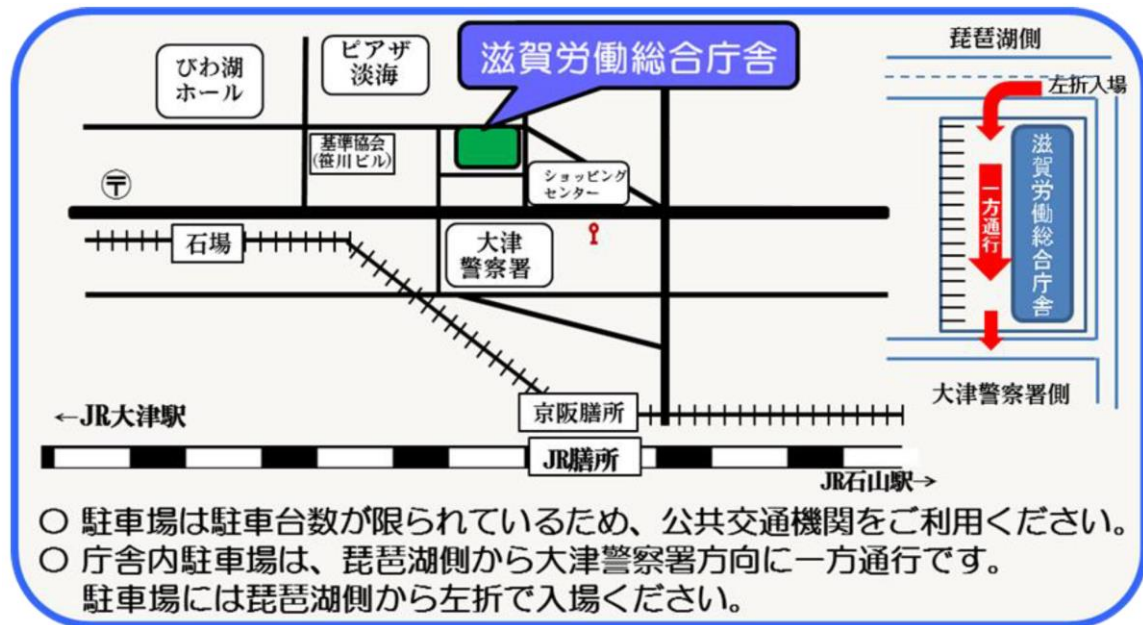 びわ湖
ホール
ピアザ
淡海
滋賀労働総合庁舎
基準協会
(笹川ビル)
ショッピング
センター
〒
石場
大津
警察署
京阪膳所
←JR大津駅
JR膳所
JR石山駅→
琵琶湖側
左折入場
一方通行
滋賀労働総合庁舎
大津警察署側
○ 駐車場は駐車台数が限られているため、公共交通機関をご利用ください。
○ 庁舎内駐車場は、琵琶湖側から大津警察署方向に一方通行です。
駐車場には琵琶湖側から左折で入場ください。